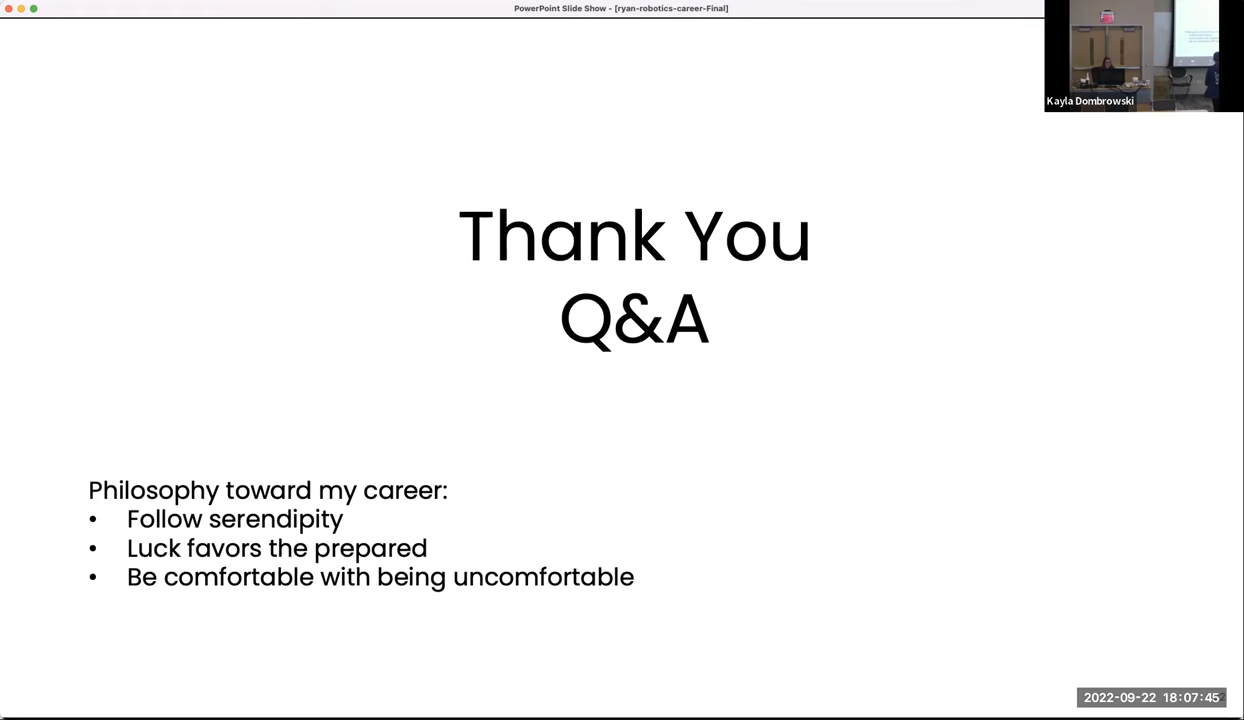 PowerPoint Slide Show - [ryan-robotics-career-Final]
Kayla Dombrowski
Thank You
Q&A
Philosophy toward my career:
• Follow serendipity
• Luck favors the prepared
• Be comfortable with being uncomfortable
2022-09-22 18:07:45